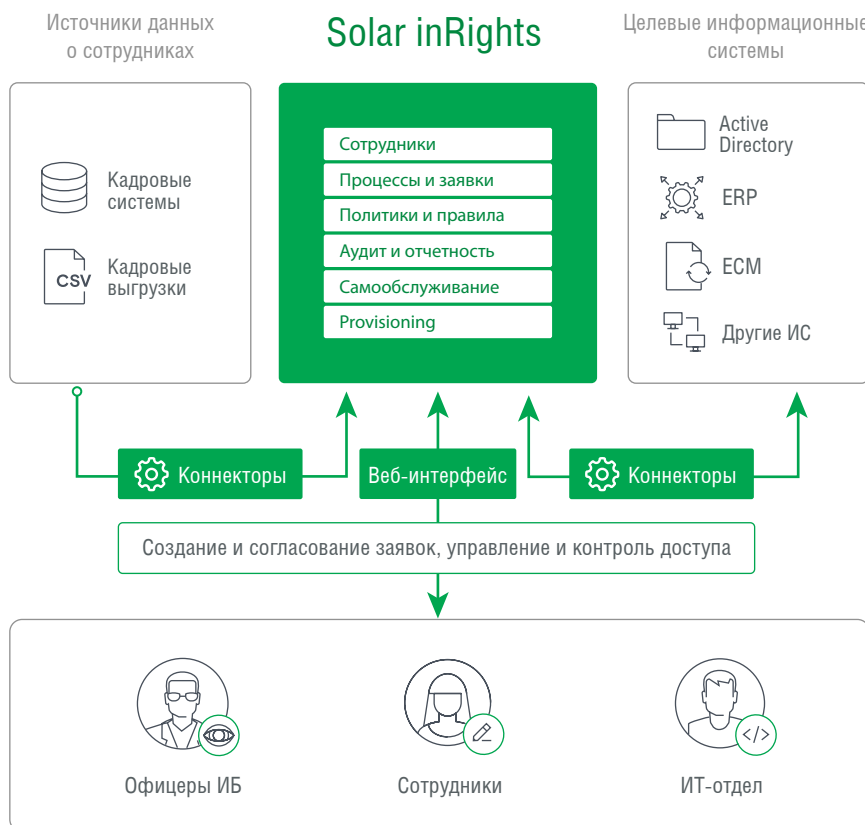 Источники данных
о сотрудниках
Solar inRights
Целевые информационные
системы
Кадровые
системы
CSV
Кадровые
выгрузки
Сотрудники
Процессы и заявки
Политики и правила
Аудит и отчетность
Самообслуживание
Provisioning
Active
Directory
ERP
ECM
Другие ИС
Коннекторы
Веб-интерфейс
Коннекторы
Создание и согласование заявок, управление и контроль доступа
</>
Офицеры ИБ
Сотрудники
ИТ-отдел